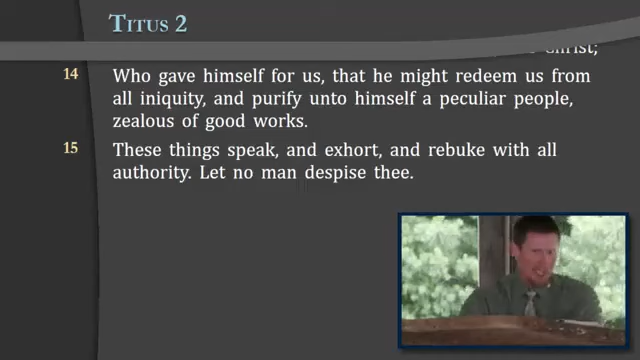 Titus 2
Christ;
14 Who gave himself for us, that he might redeem us from
all iniquity, and purify unto himself a peculiar people,
zealous of good works.
15 These things speak, and exhort, and rebuke with all
authority. Let no man despise thee.